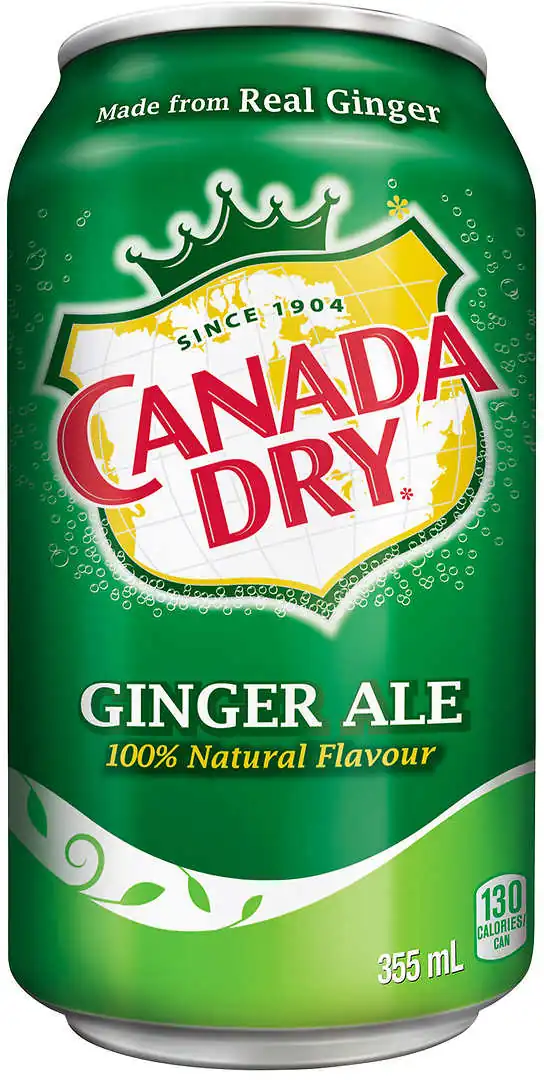 Made from Real Ginger
SINCE 1904
CANADA
DRY*
GINGER ALE
100% Natural Flavour
130
CALORIES/
CAN
355 mL